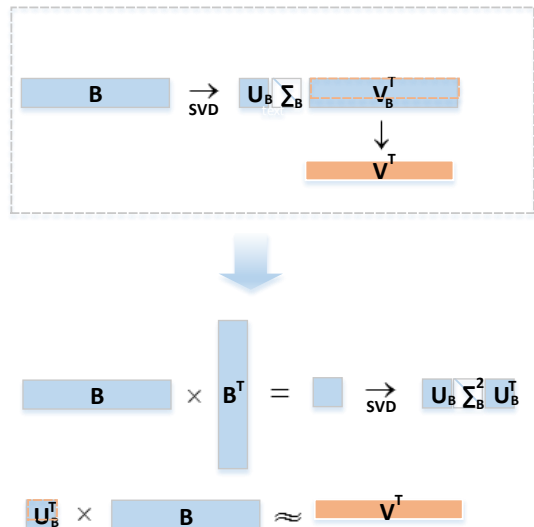 B → U_B Σ_B V_B^T
SVD
↓
V^T
B × B^T = → U_B Σ_B^2 U_B^T
SVD
U_B^T × B ≈ V^T